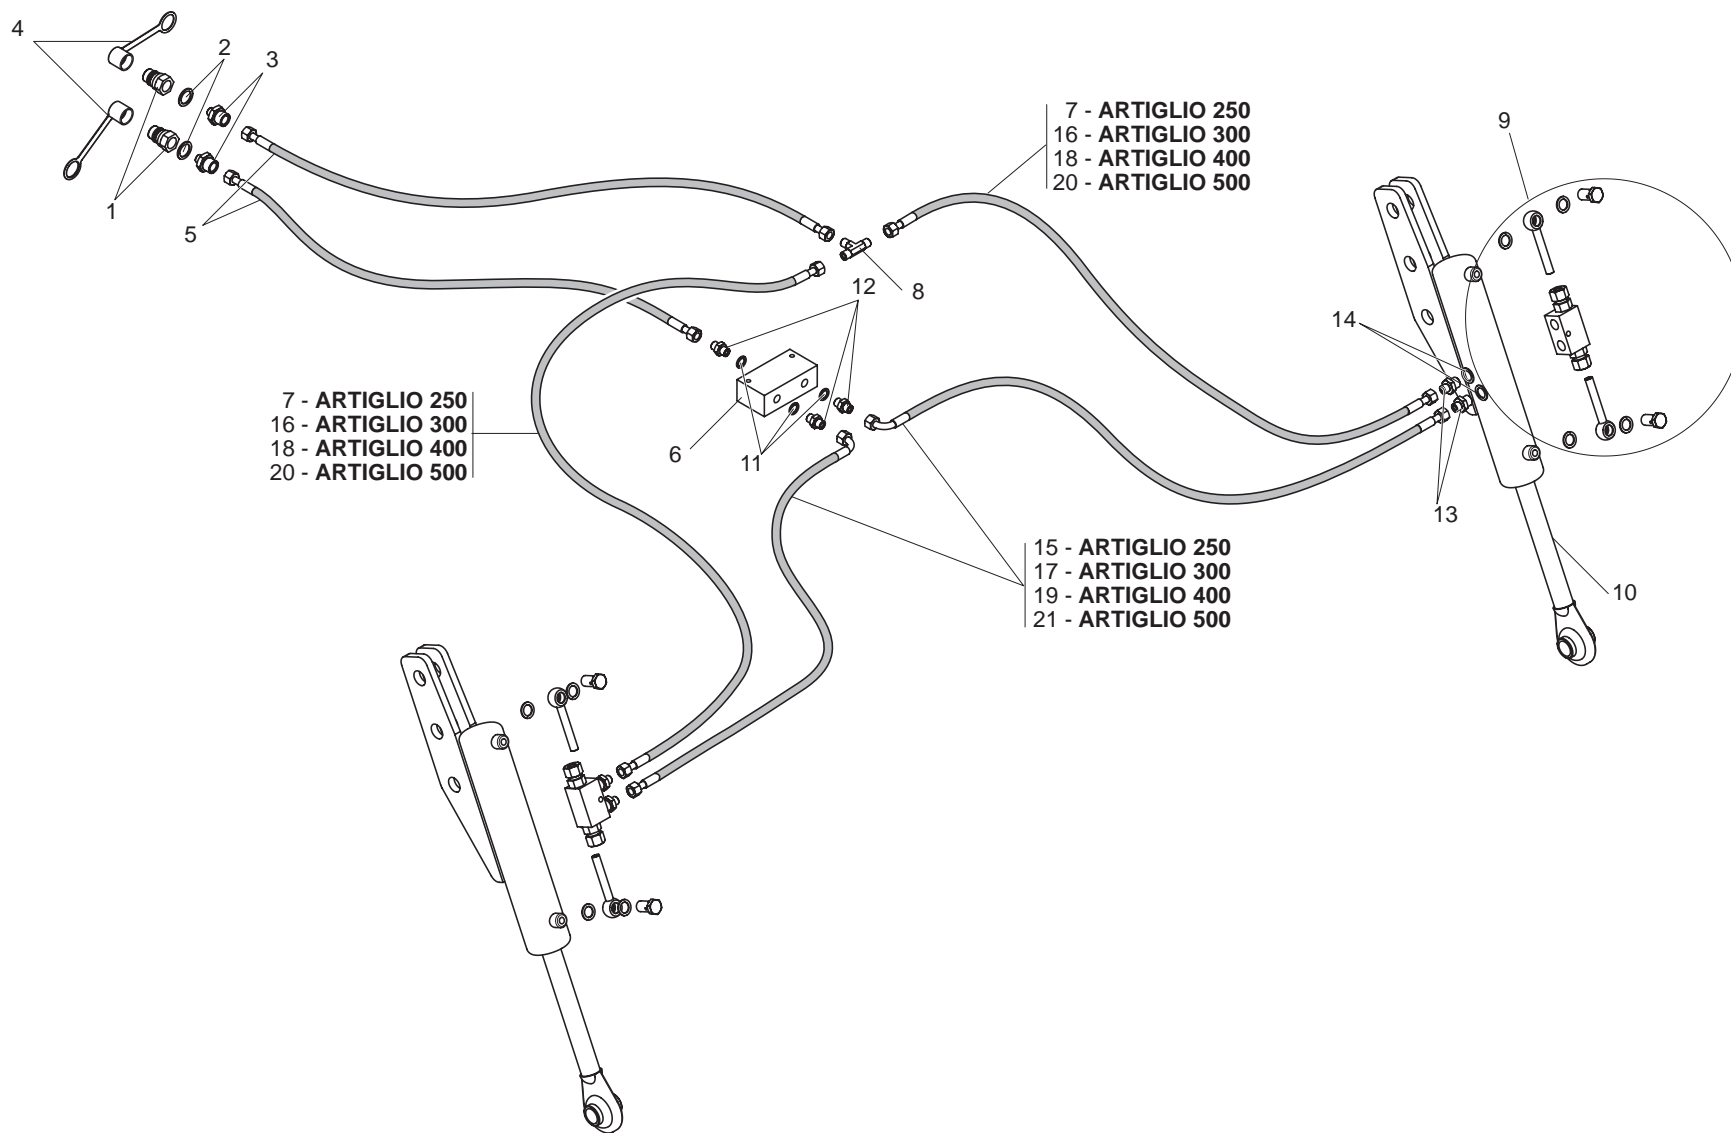 4
2
3
1
5
7 - ARTIGLIO 250
16 - ARTIGLIO 300
18 - ARTIGLIO 400
20 - ARTIGLIO 500
9
8
12
14
7 - ARTIGLIO 250
16 - ARTIGLIO 300
18 - ARTIGLIO 400
20 - ARTIGLIO 500
6
11
13
15 - ARTIGLIO 250
17 - ARTIGLIO 300
19 - ARTIGLIO 400
21 - ARTIGLIO 500
10